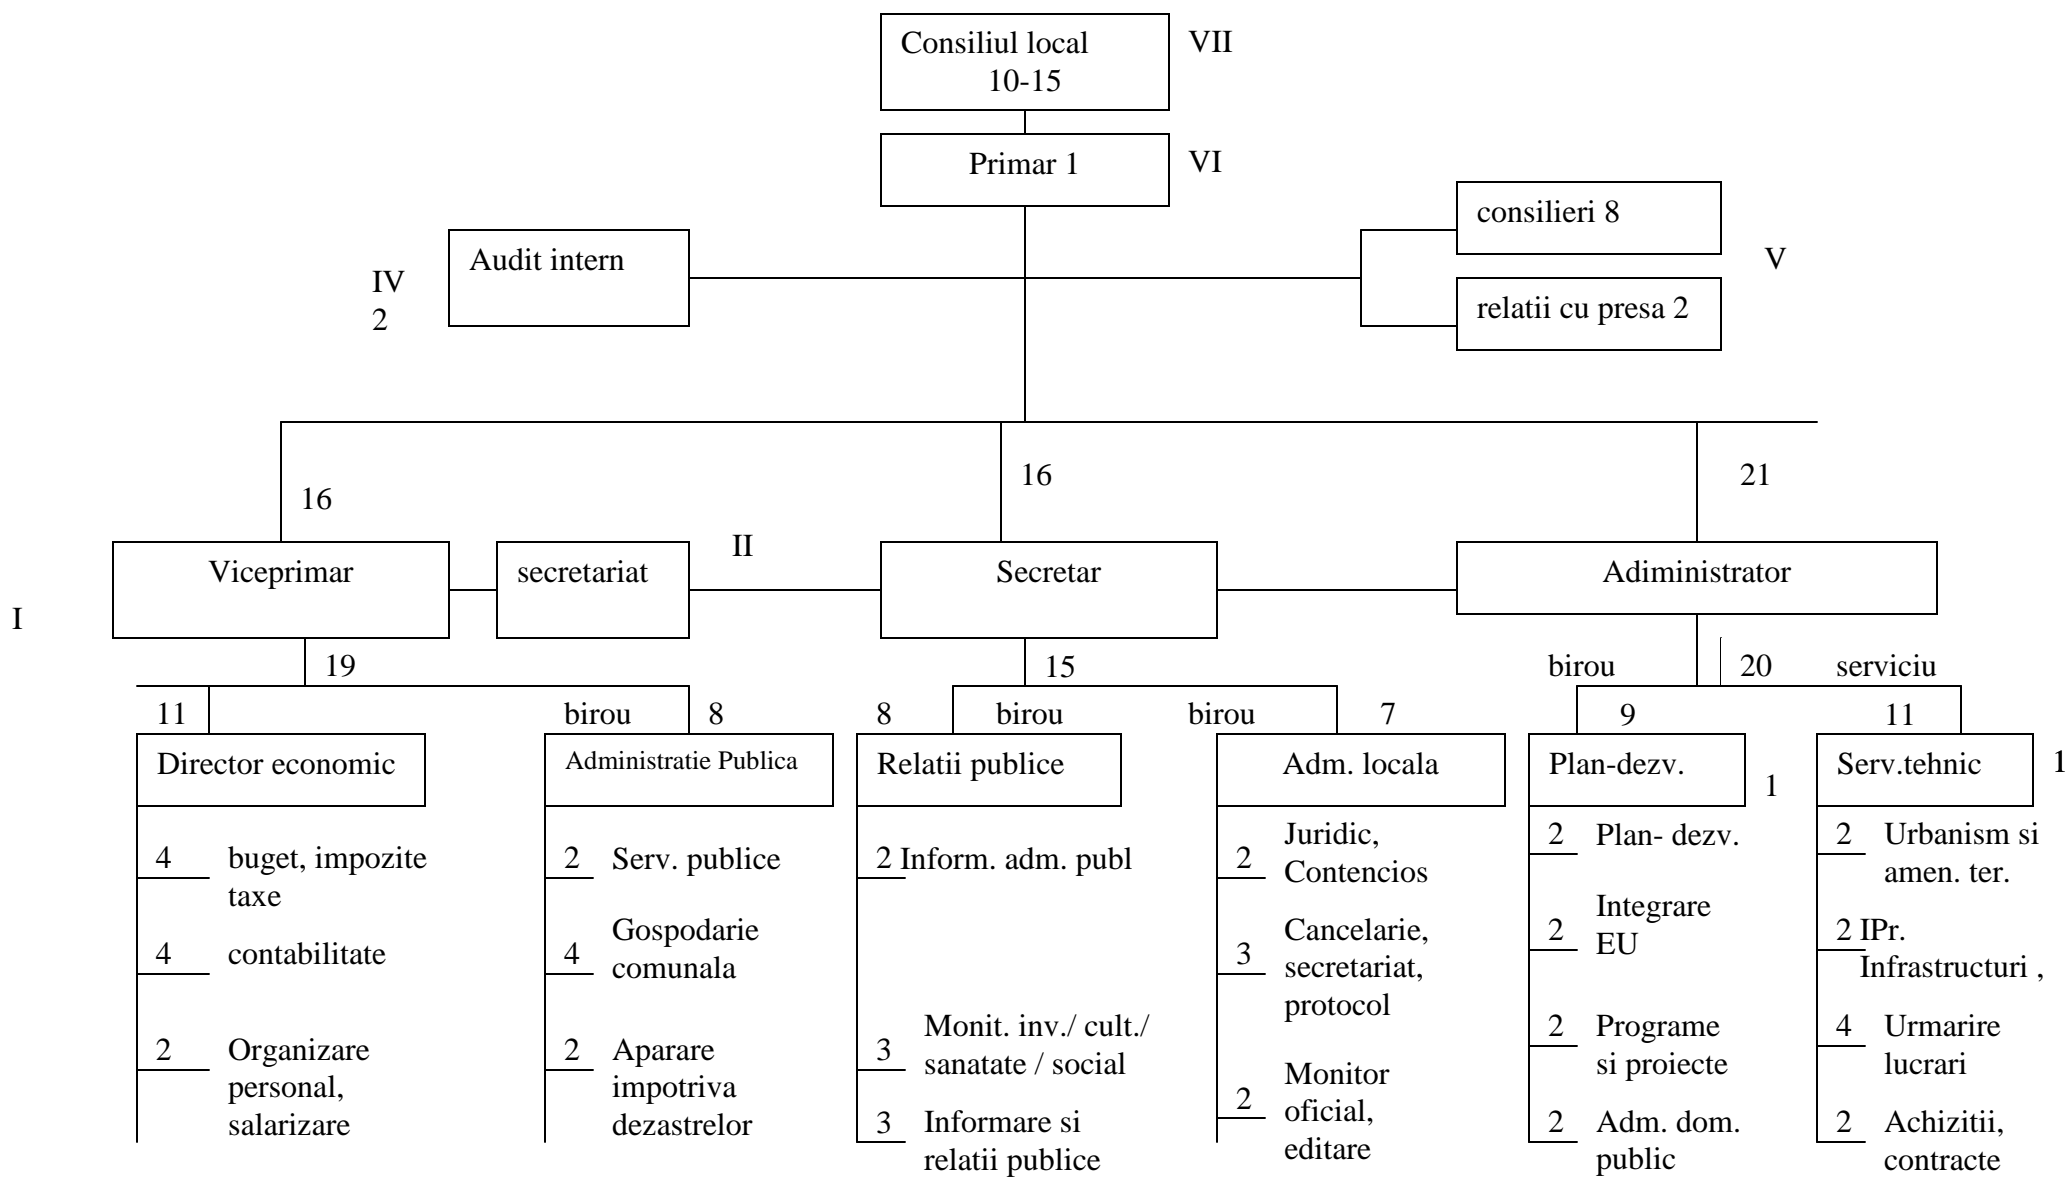 Consiliul local
10-15
VII
Primar 1
VI
consilieri 8
Audit intern
IV
2
V
relatii cu presa 2
16
16
21
Viceprimar
secretariat
II
Secretar
Adiministrator
I
19
15
birou
20
serviciu
11
birou
8
8
birou
birou
7
9
11
Director economic
Administratie Publica
Relatii publice
Adm. locala
Plan-dezv.
1
Serv.tehnic
1
4
buget, impozite
taxe
4
contabilitate
2
Organizare
personal,
salarizare
2
Serv. publice
4
Gospodarie
comunala
2
Aparare
impotriva
dezastrelor
2 Inform. adm. publ
3
Monit. inv./ cult./
sanatate / social
3
Informare si
relatii publice
2
Juridic,
Contencios
3
Cancelarie,
secretariat,
protocol
2
Monitor
oficial,
editare
2
Plan- dezv.
2
Integrare
EU
2
Programe
si proiecte
2
Adm. dom.
public
2
Urbanism si
amen. ter.
2 IPr.
Infrastructuri ,
4
Urmarire
lucrari
2
Achizitii,
contracte